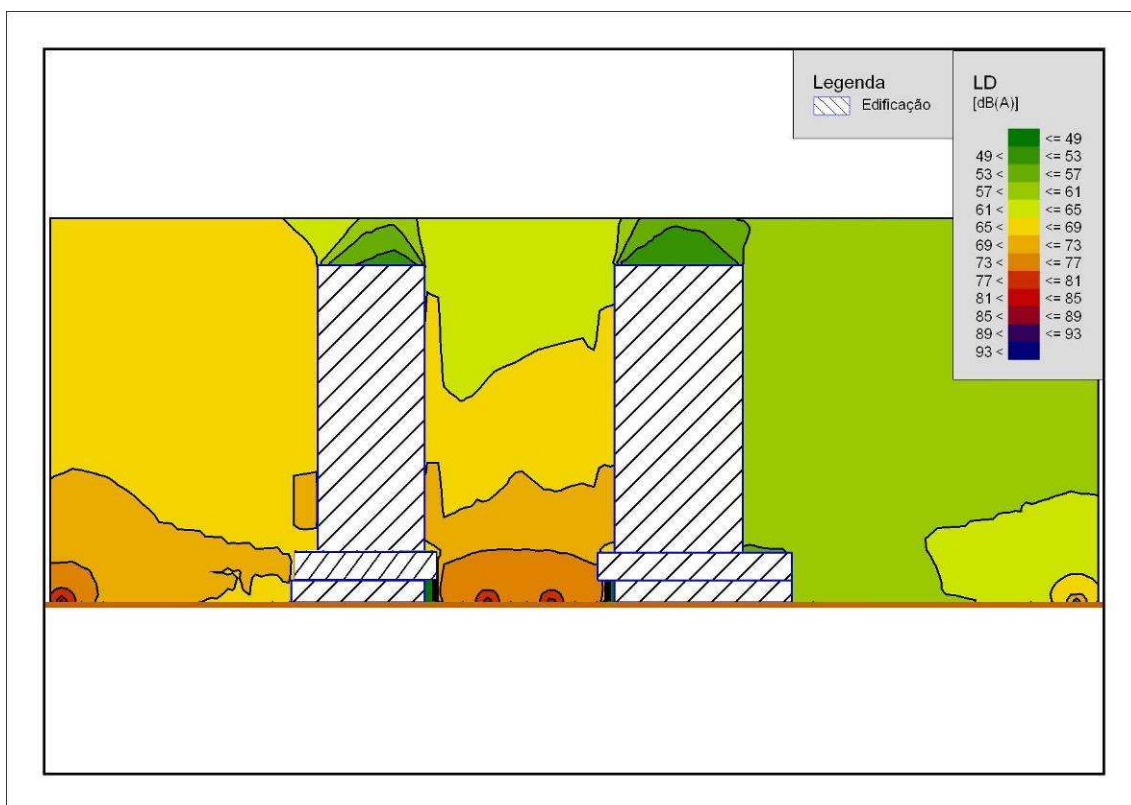 Legenda
Edificação
LD
[dB(A)]
<= 49
49 < <= 53
53 < <= 57
57 < <= 61
61 < <= 65
65 < <= 69
69 < <= 73
73 < <= 77
77 < <= 81
81 < <= 85
85 < <= 89
89 < <= 93
93 <